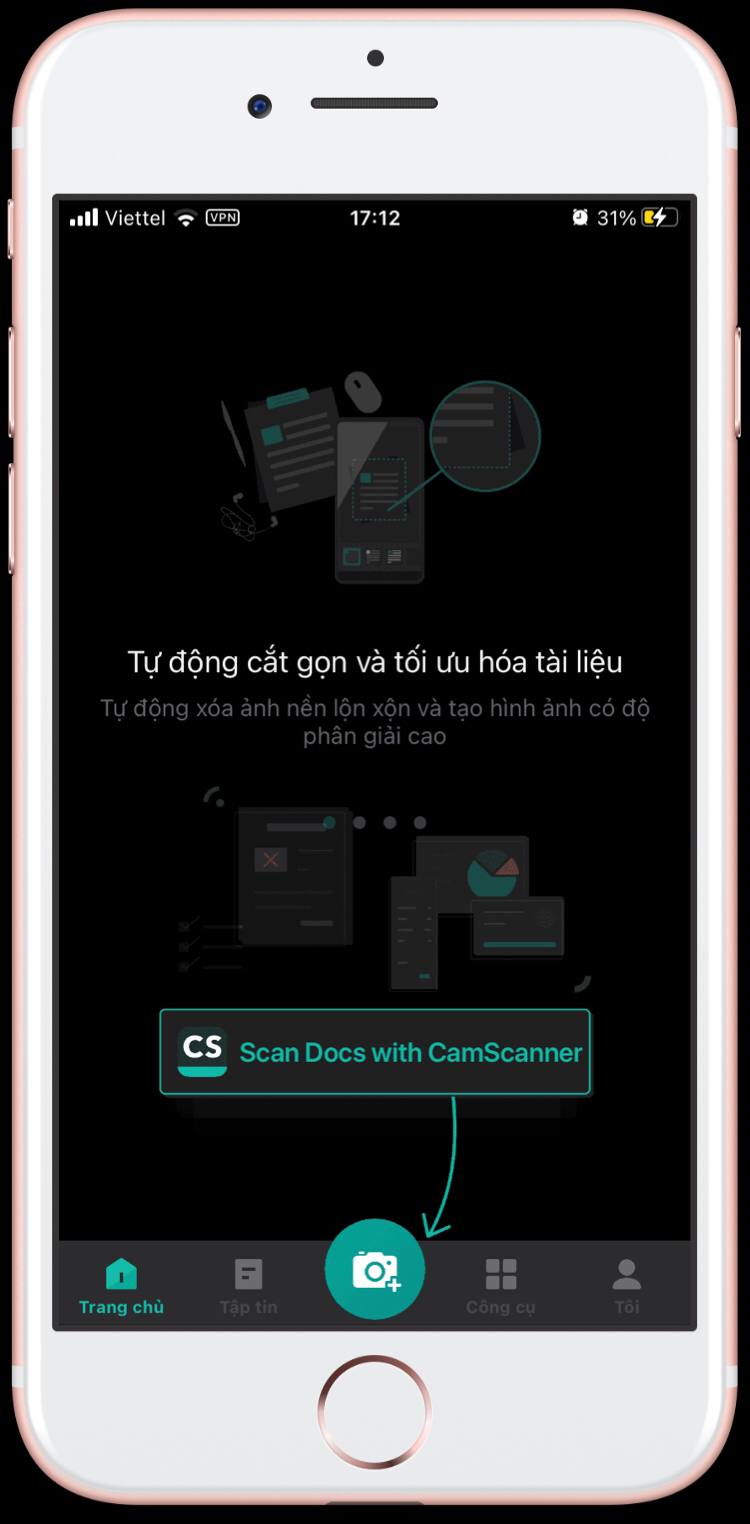 Viettel VPN 17:12 31%
Tự động cắt gọn và tối ưu hóa tài liệu
Tự động xóa ảnh nền lộn xộn và tạo hình ảnh có độ
phân giải cao
CS Scan Docs with CamScanner
Trang chủ Tập tin Công cụ Tôi